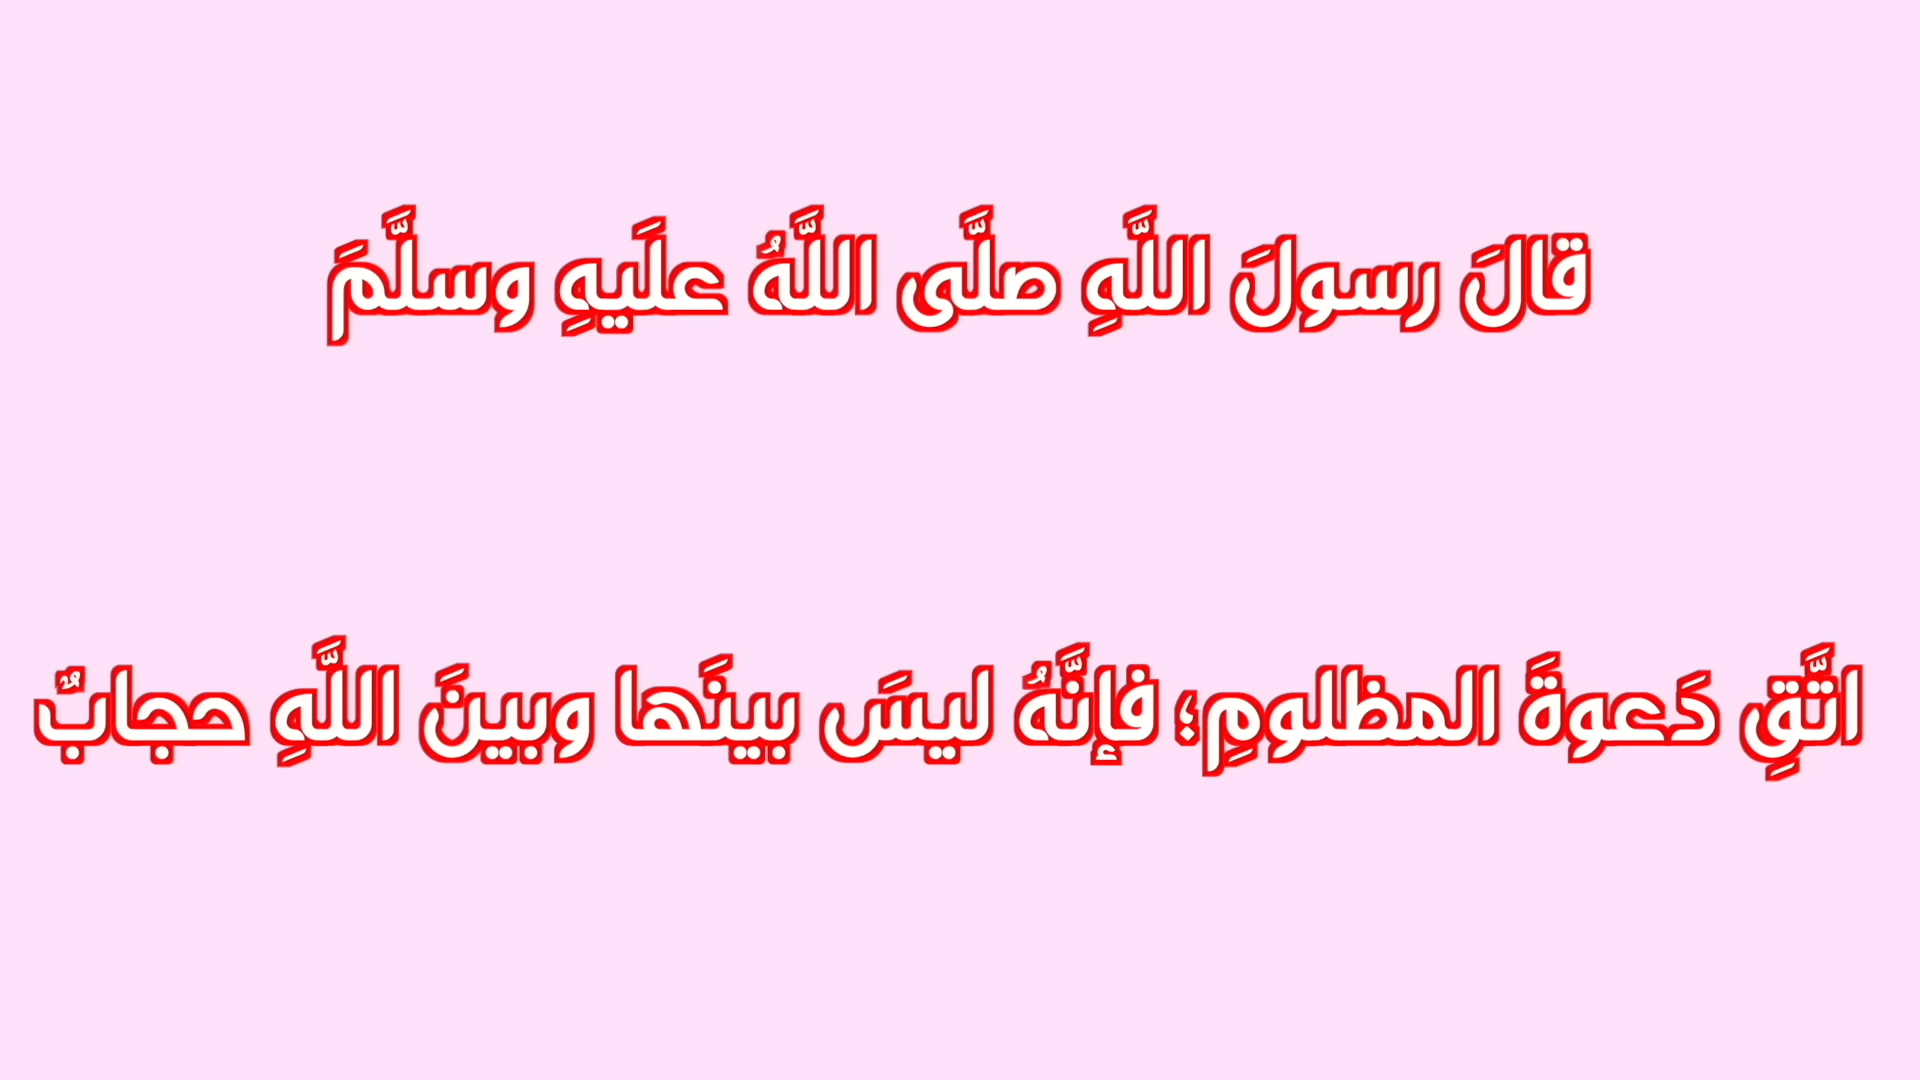 قالَ رسولَ اللَّهِ صلَّى اللَّهُ علَيهِ وسلَّمَ
اتَّقِ دَعوةَ المظلومِ؛ فإنَّهُ ليسَ بينَها وبينَ اللَّهِ حجابٌ